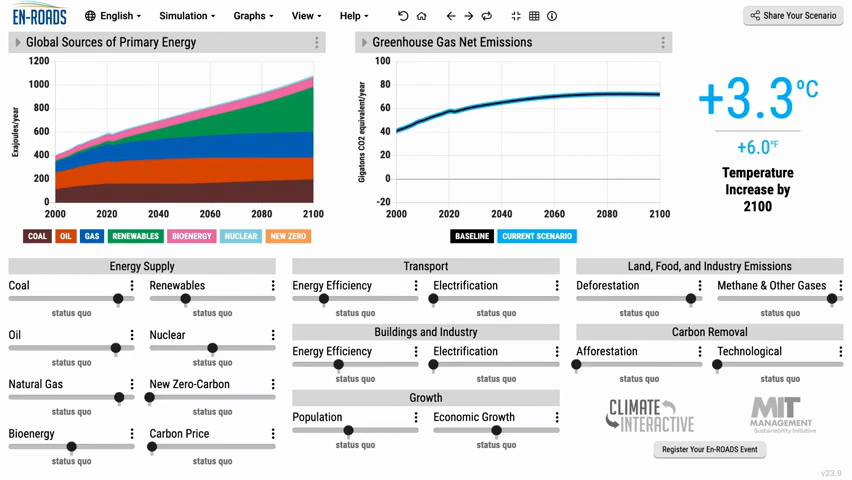 EN-ROADS
English
Simulation
Graphs
View
Help
Share Your Scenario
Global Sources of Primary Energy
Exajoules/year
1200
1000
800
600
400
200
0
2000 2020 2040 2060 2080 2100
COAL OIL GAS RENEWABLES BIOENERGY NUCLEAR NEW ZERO
Greenhouse Gas Net Emissions
Gigatons CO2 equivalent/year
100
80
60
40
20
0
-20
2000 2020 2040 2060 2080 2100
BASELINE CURRENT SCENARIO
+3.3ºC
+6.0°F
Temperature
Increase by
2100
Energy Supply
Coal
status quo
Renewables
status quo
Oil
status quo
Nuclear
status quo
Natural Gas
status quo
New Zero-Carbon
status quo
Bioenergy
status quo
Carbon Price
status quo
Transport
Energy Efficiency
status quo
Electrification
status quo
Buildings and Industry
Energy Efficiency
status quo
Electrification
status quo
Growth
Population
status quo
Economic Growth
status quo
Land, Food, and Industry Emissions
Deforestation
status quo
Methane & Other Gases
status quo
Carbon Removal
Afforestation
status quo
Technological
status quo
CLIMATE
INTERACTIVE
MIT
MANAGEMENT
Sustainability Initiative
Register Your En-ROADS Event
v23.9